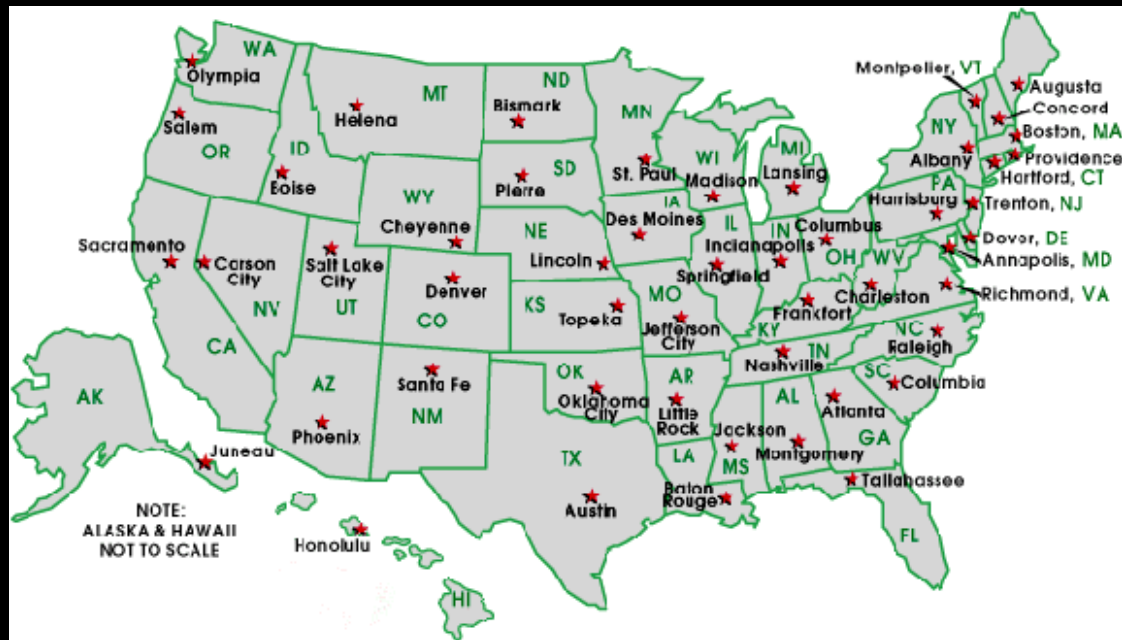 WA
Olympia
Salem
OR
ID
Boise
MT
Helena
ND
Bismark
MN
St. Paul
SD
Pierre
WY
Cheyenne
WI
Madison
MI
Lansing
Montpelier, VT
Augusta
Concord
Boston, MA
NY
Albany
Providence
Hartford, CT
PA
Harrisburg
Trenton, NJ
Dover, DE
Annapolis, MD
Richmond, VA
IA
Des Moines
NE
Lincoln
IL
Springfield
IN
Indianapolis
Columbus
OH
WV
Charleston
Sacramento
Carson
City
NV
CA
Salt Lake
City
UT
Denver
CO
KS
Topeka
MO
Jefferson
City
Frankfort
KY
Nashville
TN
NC
Raleigh
SC
Columbia
AZ
Phoenix
Santa Fe
NM
OK
Oklahoma
City
AR
Little
Rock
Jackson
MS
AL
Montgomery
Atlanta
GA
Tallahassee
FL
TX
Austin
LA
Baton
Rouge
AK
Juneau
NOTE:
ALASKA & HAWAII
NOT TO SCALE
Honolulu
HI